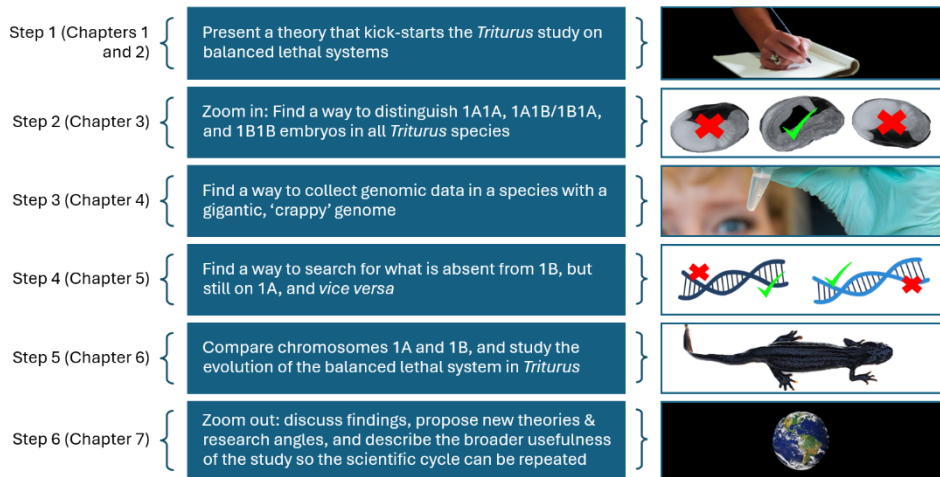 Step 1 (Chapters 1
and 2)
Present a theory that kick-starts the Triturus study on
balanced lethal systems
Step 2 (Chapter 3)
Zoom in: Find a way to distinguish 1A1A, 1A1B/1B1A,
and 1B1B embryos in all Triturus species
Step 3 (Chapter 4)
Find a way to collect genomic data in a species with a
gigantic, ‘crappy’ genome
Step 4 (Chapter 5)
Find a way to search for what is absent from 1B, but
still on 1A, and vice versa
Step 5 (Chapter 6)
Compare chromosomes 1A and 1B, and study the
evolution of the balanced lethal system in Triturus
Step 6 (Chapter 7)
Zoom out: discuss findings, propose new theories &
research angles, and describe the broader usefulness
of the study so the scientific cycle can be repeated